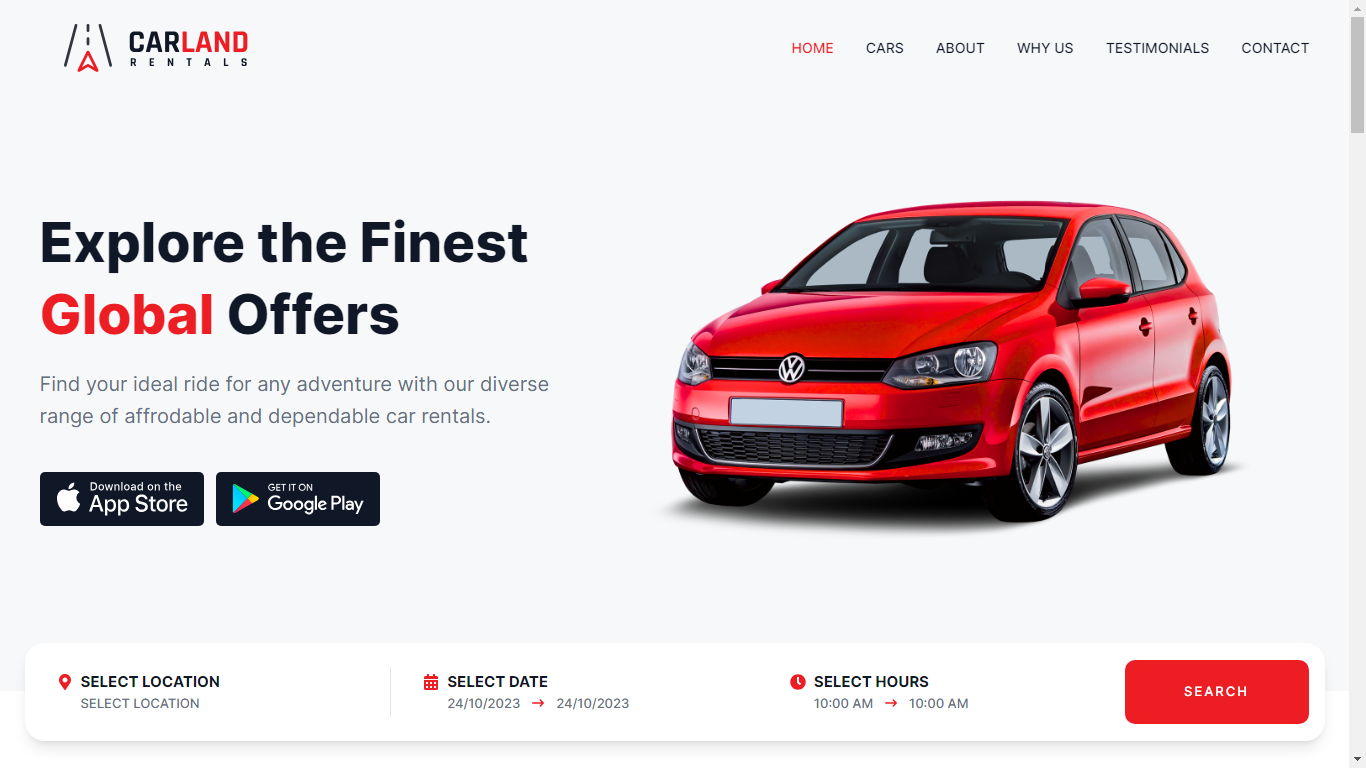 CARLAND
RENTALS
HOME CARS ABOUT WHY US TESTIMONIALS CONTACT
Explore the Finest
Global Offers
Find your ideal ride for any adventure with our diverse
range of affrodable and dependable car rentals.
Download on the
App Store
GET IT ON
Google Play
SELECT LOCATION
SELECT LOCATION
SELECT DATE
24/10/2023 → 24/10/2023
SELECT HOURS
10:00 AM → 10:00 AM
SEARCH